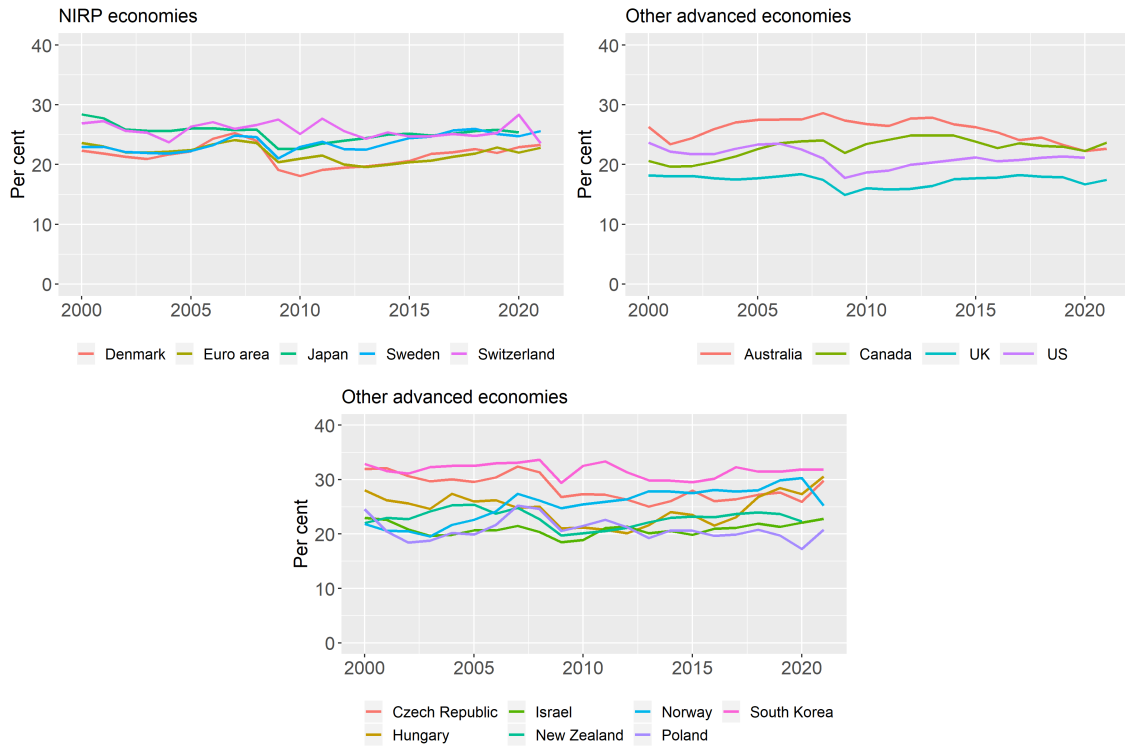 NIRP economies
Per cent
40
30
20
10
0
2000 2005 2010 2015 2020
Denmark Euro area Japan Sweden Switzerland
Other advanced economies
Per cent
40
30
20
10
0
2000 2005 2010 2015 2020
Australia Canada UK US
Other advanced economies
Per cent
40
30
20
10
0
2000 2005 2010 2015 2020
Czech Republic Israel Norway South Korea
Hungary New Zealand Poland